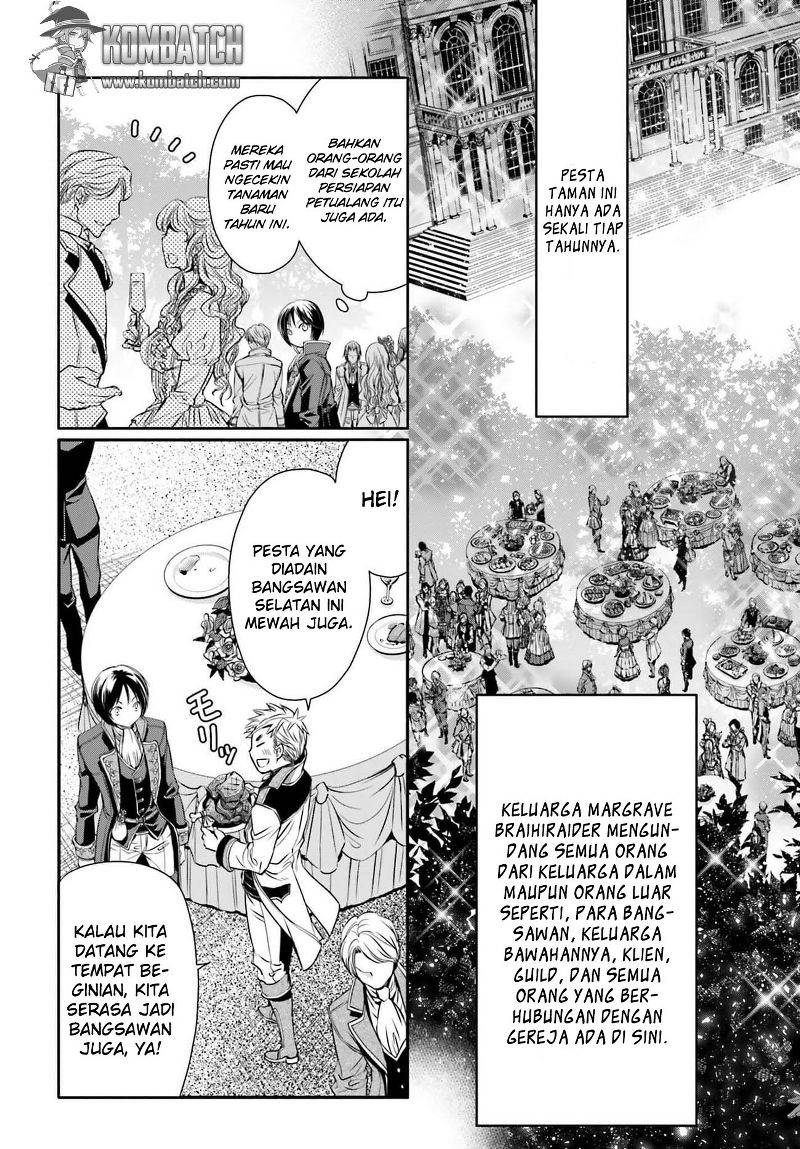 KOMBATCH
www.kombatch.com
PESTA
TAMAN INI
HANYA ADA
SEKALI TIAP
TAHUNNYA.
BAHKAN
ORANG-ORANG
DARI SEKOLAH
PERSIAPAN
PETUALANG ITU
JUGA ADA.
MEREKA
PASTI MAU
NGECEKIN
TANAMAN
BARU
TAHUN INI.
KELUARGA MARGRAVE
BRAIHIRAIDER MENGUN-
DANG SEMUA ORANG
DARI KELUARGA DALAM
MAUPUN ORANG LUAR
SEPERTI, PARA BANG-
SAWAN, KELUARGA
BAWAHANNYA, KLIEN,
GUILD, DAN SEMUA
ORANG YANG BER-
HUBUNGAN DENGAN
GEREJA ADA DI SINI.
HEI!
PESTA YANG
DIADAIN
BANGSAWAN
SELATAN INI
MEWAH JUGA.
モリッ
KALAU KITA
DATANG KE
TEMPAT BE-
GINIAN, KITA
SERASA JADI
BANGSAWAN
JUGA, YA!